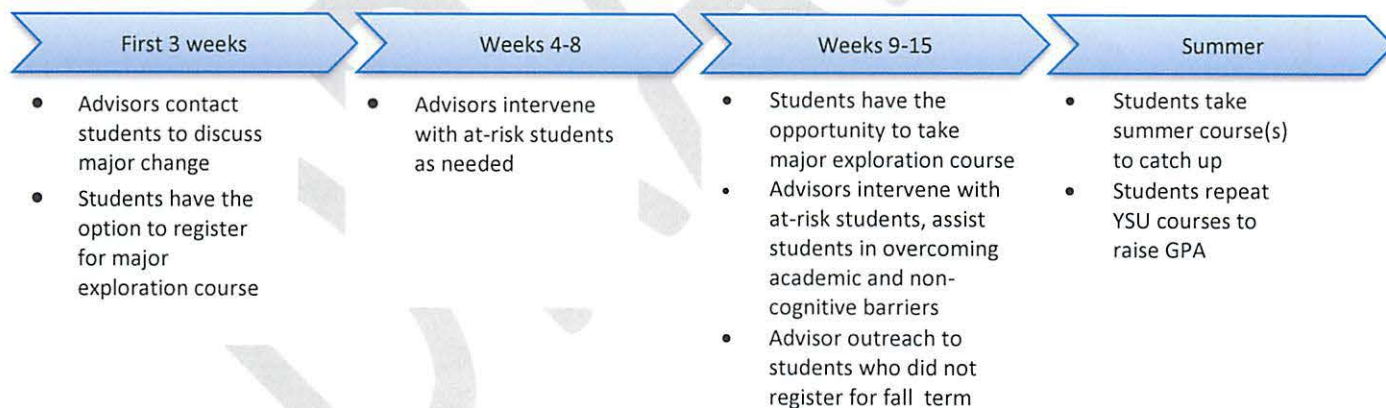 First 3 weeks
Weeks 4-8
Weeks 9-15
Summer
• Advisors contact
students to discuss
major change
• Students have the
option to register
for major
exploration course
• Advisors intervene
with at-risk students
as needed
• Students have the
opportunity to take
major exploration course
• Advisors intervene with
at-risk students, assist
students in overcoming
academic and non-
cognitive barriers
• Advisor outreach to
students who did not
register for fall term
• Students take
summer course(s)
to catch up
• Students repeat
YSU courses to
raise GPA